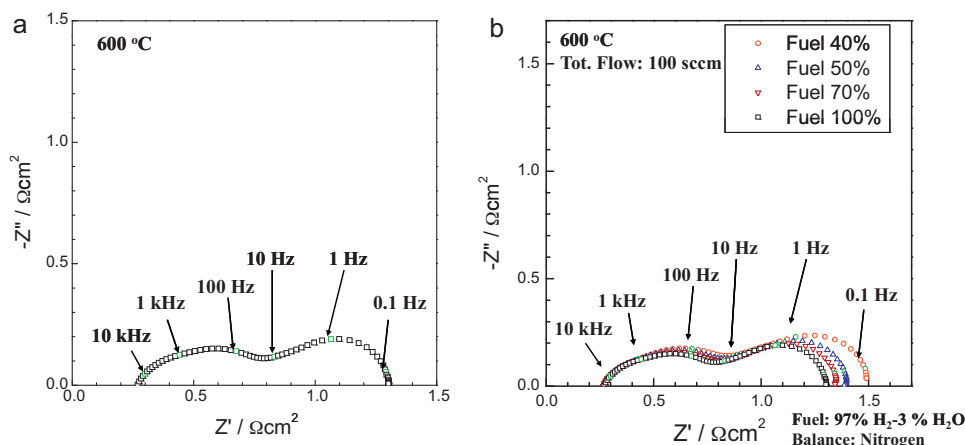 a
600 °C
1.5
1.0
0.5
0.0
-Z" / Ωcm²
10 kHz
1 kHz
100 Hz
10 Hz
1 Hz
0.1 Hz
0.0
0.5
1.0
1.5
Z' / Ωcm²
b
600 °C
Tot. Flow: 100 sccm
Fuel 40%
Fuel 50%
Fuel 70%
Fuel 100%
1.5
1.0
0.5
0.0
-Z" / Ωcm²
10 kHz
1 kHz
100 Hz
10 Hz
1 Hz
0.1 Hz
0.0
0.5
1.0
1.5
Z' / Ωcm²
Fuel: 97% H₂-3 % H₂O
Balance: Nitrogen